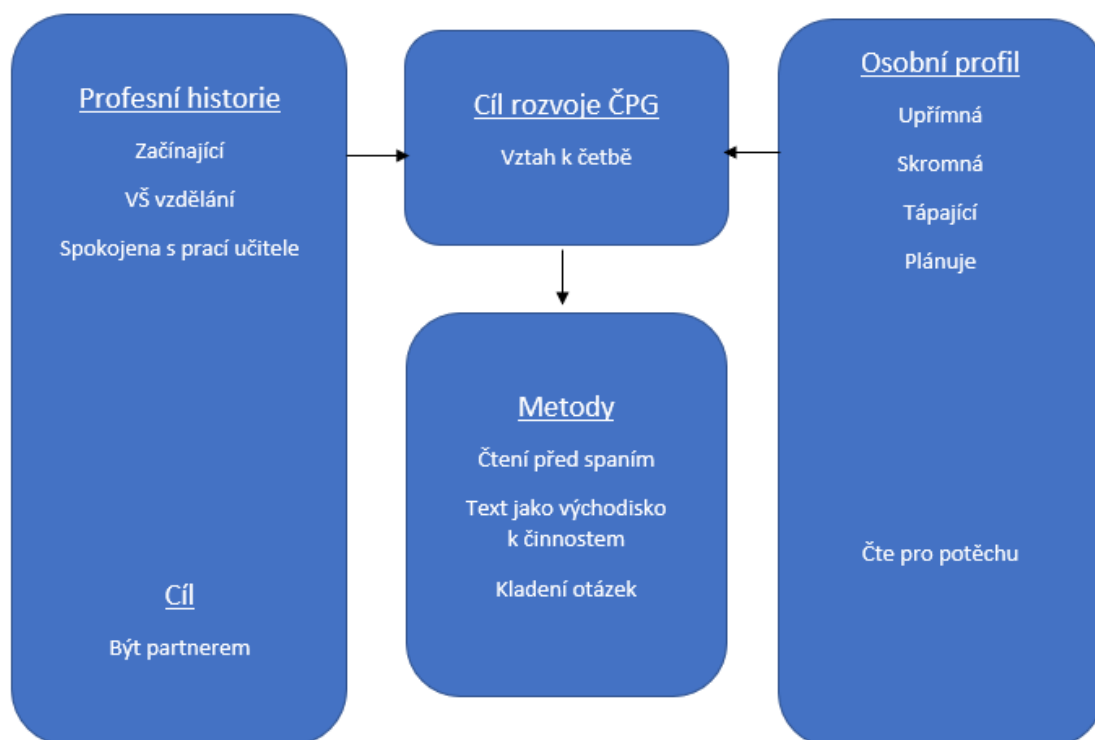 Profesní historie
Začínající
VŠ vzdělání
Spokojena s prací učitele
Cíl
Být partnerem
Cíl rozvoje ČPG
Vztah k četbě
Metody
Čtení před spaním
Text jako východisko
k činnostem
Kladení otázek
Osobní profil
Upřímná
Skromná
Tápající
Plánuje
Čte pro potěchu